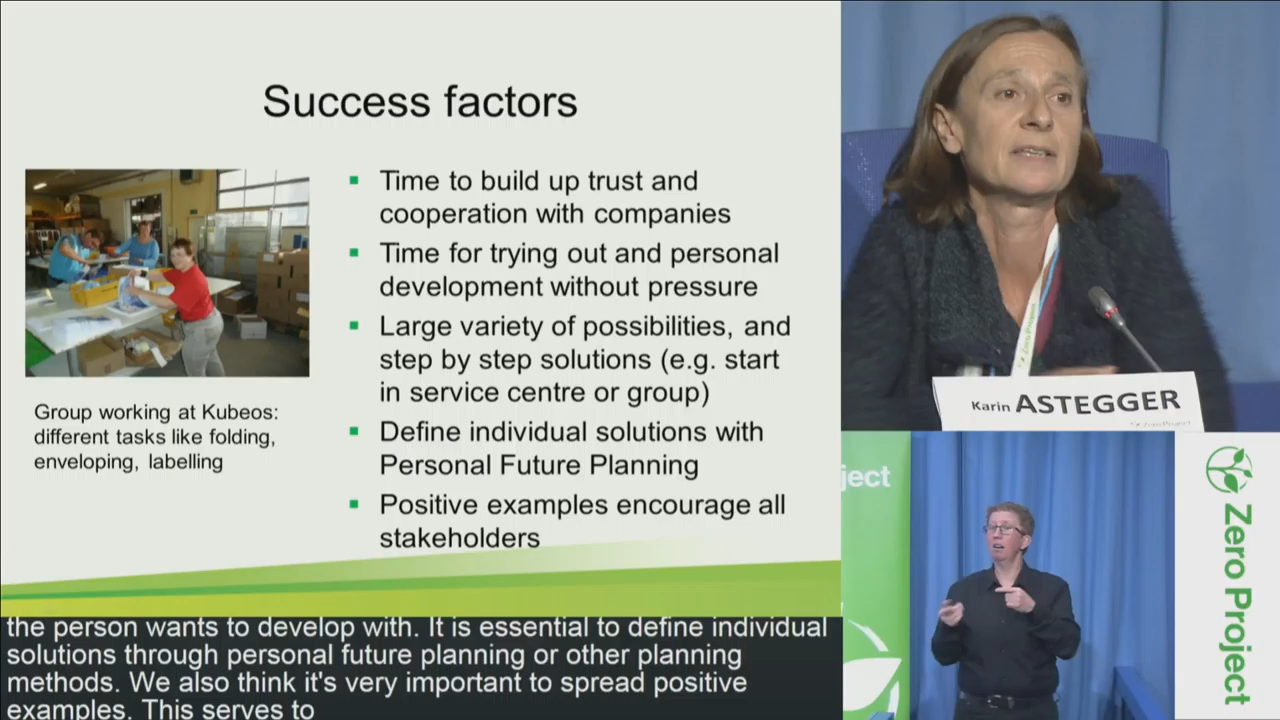 Success factors
Time to build up trust and
cooperation with companies
Time for trying out and personal
development without pressure
Large variety of possibilities, and
step by step solutions (e.g. start
in service centre or group)
Define individual solutions with
Personal Future Planning
Positive examples encourage all
stakeholders
Group working at Kubeos:
different tasks like folding,
enveloping, labelling
the person wants to develop with. It is essential to define individual
solutions through personal future planning or other planning
methods. We also think it's very important to spread positive
examples. This serves to
Zero Project
Karin ASTEGGER
Zero Project
ject
Zero Project